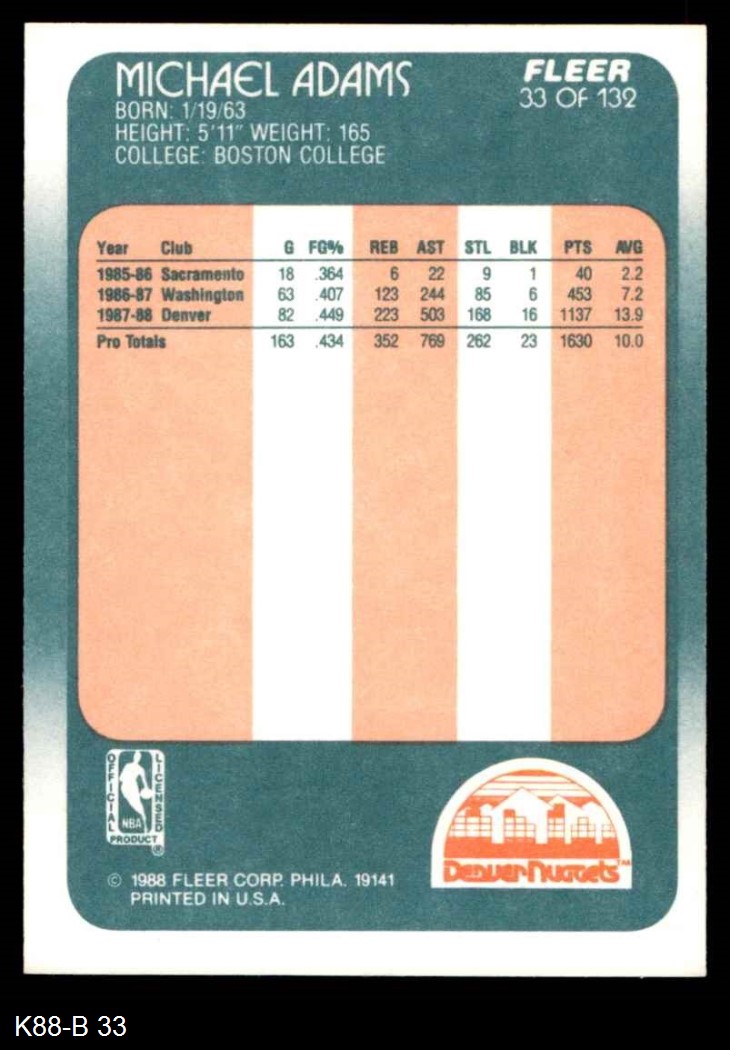 MICHAEL ADAMS
BORN: 1/19/63
HEIGHT: 5'11" WEIGHT: 165
COLLEGE: BOSTON COLLEGE
FLEER
33 OF 132
Year Club G FG% REB AST STL BLK PTS AVG
1985-86 Sacramento 18 .364 6 22 9 1 40 2.2
1986-87 Washington 63 .407 123 244 85 6 453 7.2
1987-88 Denver 82 .449 223 503 168 16 1137 13.9
Pro Totals 163 .434 352 769 262 23 1630 10.0
OFFICIAL
NBA
LICENSED
PRODUCT
®
Denver Nuggets™
© 1988 FLEER CORP. PHILA. 19141
PRINTED IN U.S.A.
K88-B 33